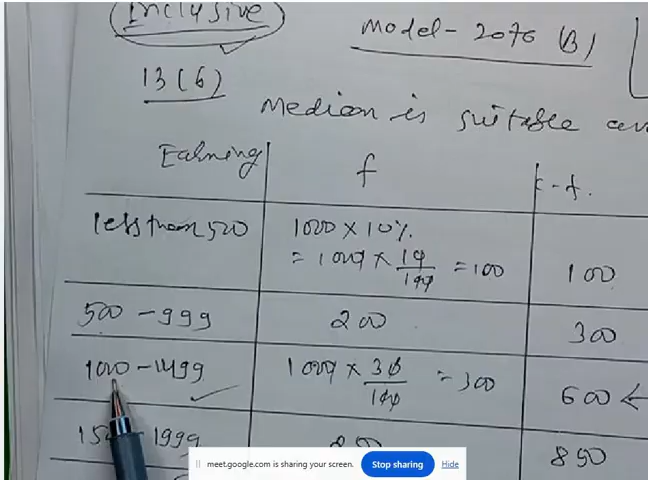 Inclusive
Model - 2076 (B)
13 (6)
Median is suitable
Earning f c.f.
less than 500 1000 × 10% = 1000 × 10/100 = 100 100
500 - 999 200 300
1000 - 1499 1000 × 30/100 = 300 600 ←
1999 850
meet.google.com is sharing your screen. Stop sharing Hide